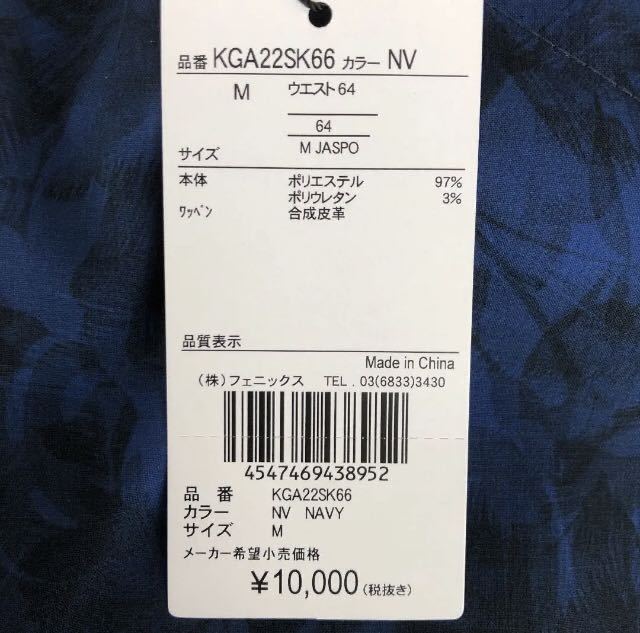 品番 KGA22SK66 カラー NV
M ウエスト64
64
サイズ M JASPO
本体 ポリエステル 97%
ポリウレタン 3%
ワッペン 合成皮革
品質表示
Made in China
(株)フェニックス TEL . 03(6833)3430
4547469438952
品 番 KGA22SK66
カラー NV NAVY
サイズ M
メーカー希望小売価格
¥10,000(税抜き)